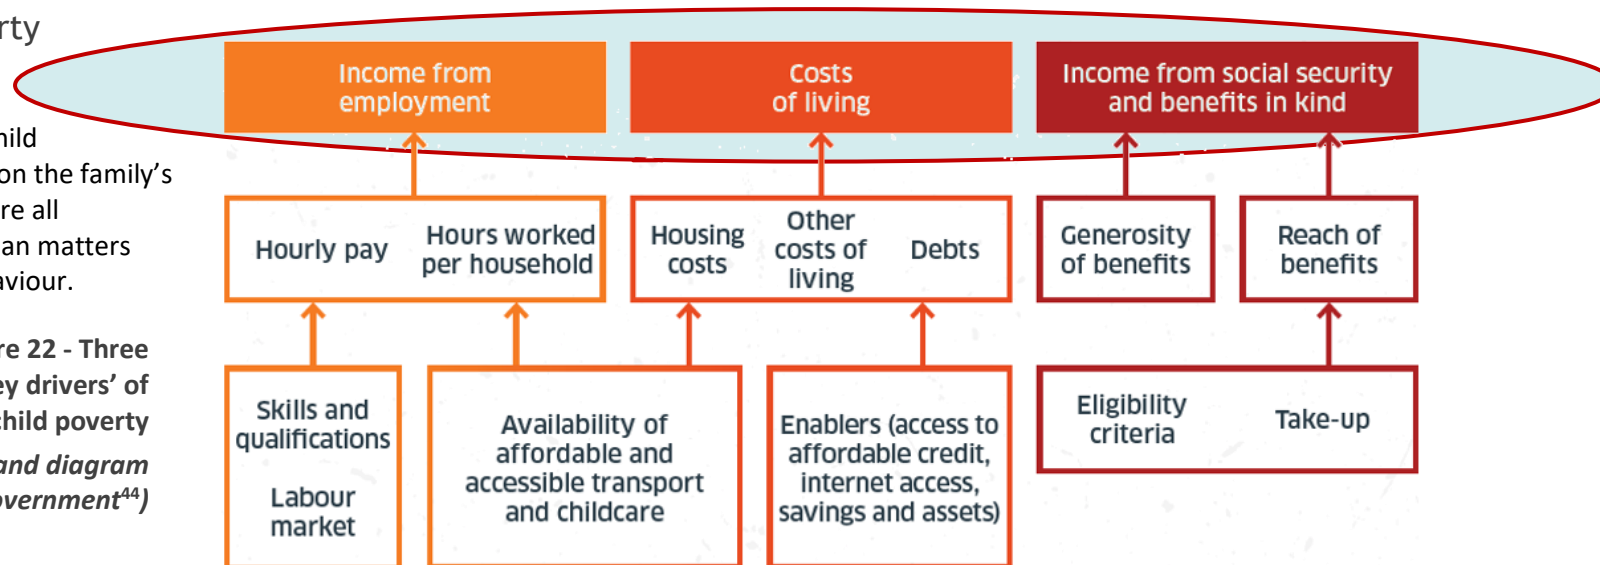 rty
hild
on the family's
re all
an matters
aviour.
re 22 - Three
ey drivers' of
child poverty
and diagram
overnment⁴⁴)
Income from
employment
Costs
of living
Income from social security
and benefits in kind
Hourly pay
Hours worked
per household
Housing
costs
Other
costs of
living
Debts
Generosity
of benefits
Reach of
benefits
Skills and
qualifications
Labour
market
Availability of
affordable and
accessible transport
and childcare
Enablers (access to
affordable credit,
internet access,
savings and assets)
Eligibility
criteria
Take-up